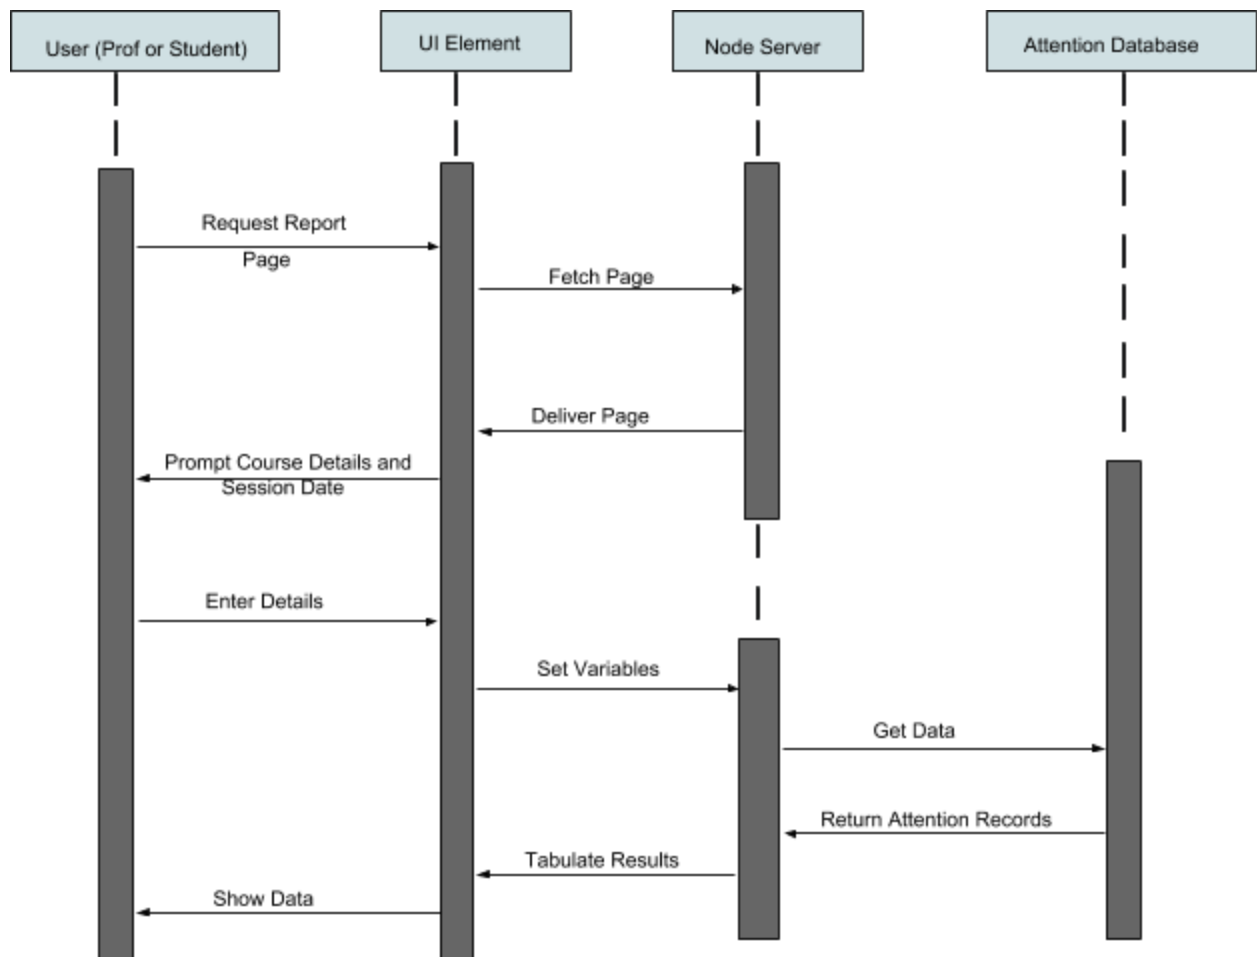 User (Prof or Student)
UI Element
Node Server
Attention Database
Request Report
Page
Fetch Page
Deliver Page
Prompt Course Details and
Session Date
Enter Details
Set Variables
Get Data
Return Attention Records
Tabulate Results
Show Data